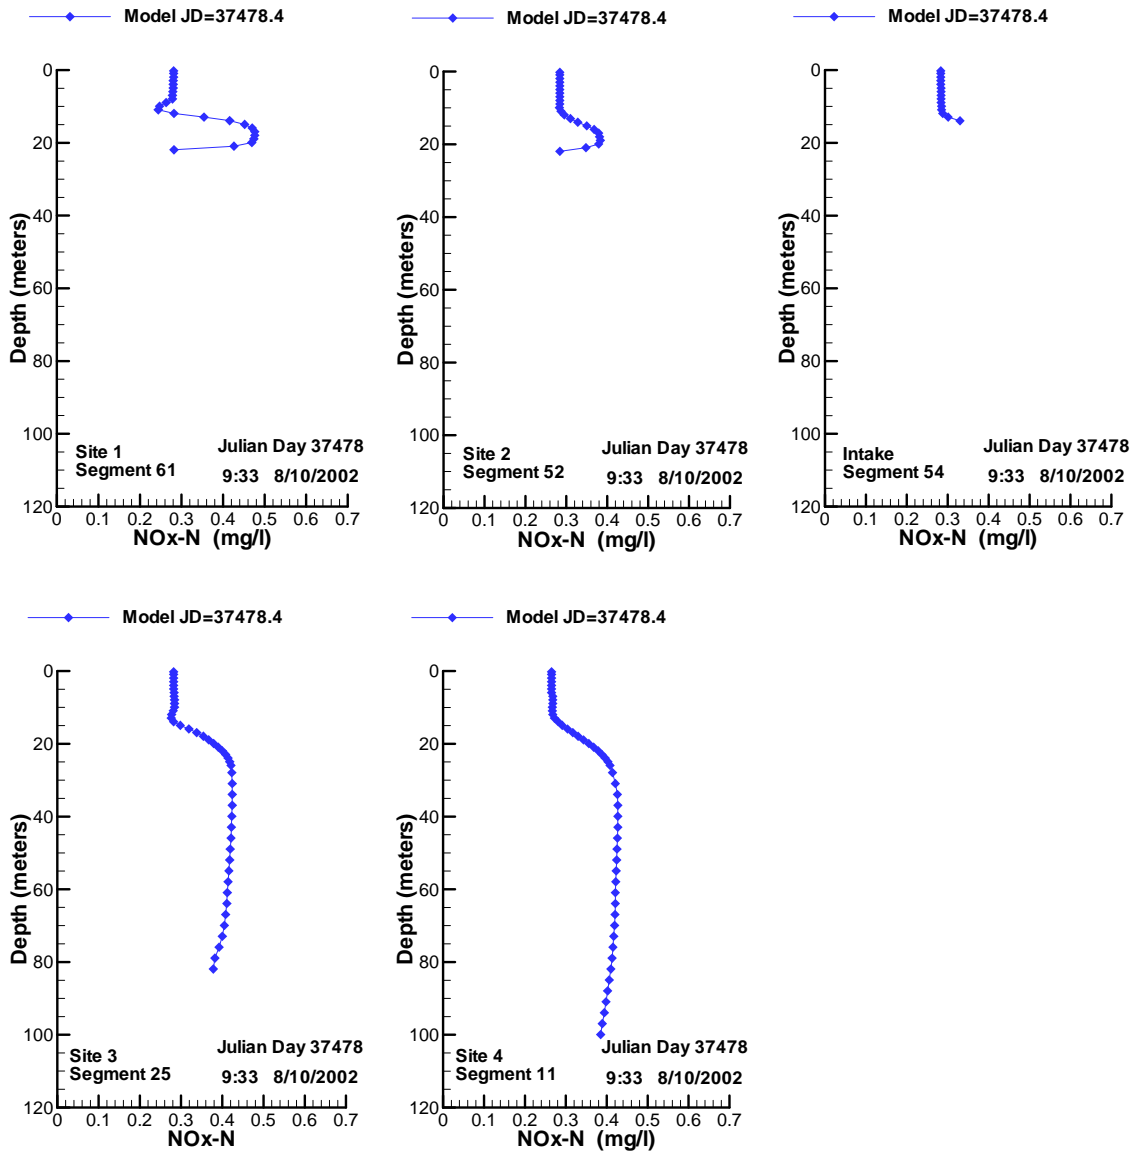 Model JD=37478.4
0
20
40
60
80
100
120
Depth (meters)
Site 1
Segment 61
Julian Day 37478
9:33 8/10/2002
0 0.1 0.2 0.3 0.4 0.5 0.6 0.7
NOx-N (mg/l)
Model JD=37478.4
0
20
40
60
80
100
120
Depth (meters)
Site 2
Segment 52
Julian Day 37478
9:33 8/10/2002
0 0.1 0.2 0.3 0.4 0.5 0.6 0.7
NOx-N (mg/l)
Model JD=37478.4
0
20
40
60
80
100
120
Depth (meters)
Intake
Segment 54
Julian Day 37478
9:33 8/10/2002
0 0.1 0.2 0.3 0.4 0.5 0.6 0.7
NOx-N (mg/l)
Model JD=37478.4
0
20
40
60
80
100
120
Depth (meters)
Site 3
Segment 25
Julian Day 37478
9:33 8/10/2002
0 0.1 0.2 0.3 0.4 0.5 0.6 0.7
NOx-N
Model JD=37478.4
0
20
40
60
80
100
120
Depth (meters)
Site 4
Segment 11
Julian Day 37478
9:33 8/10/2002
0 0.1 0.2 0.3 0.4 0.5 0.6 0.7
NOx-N (mg/l)